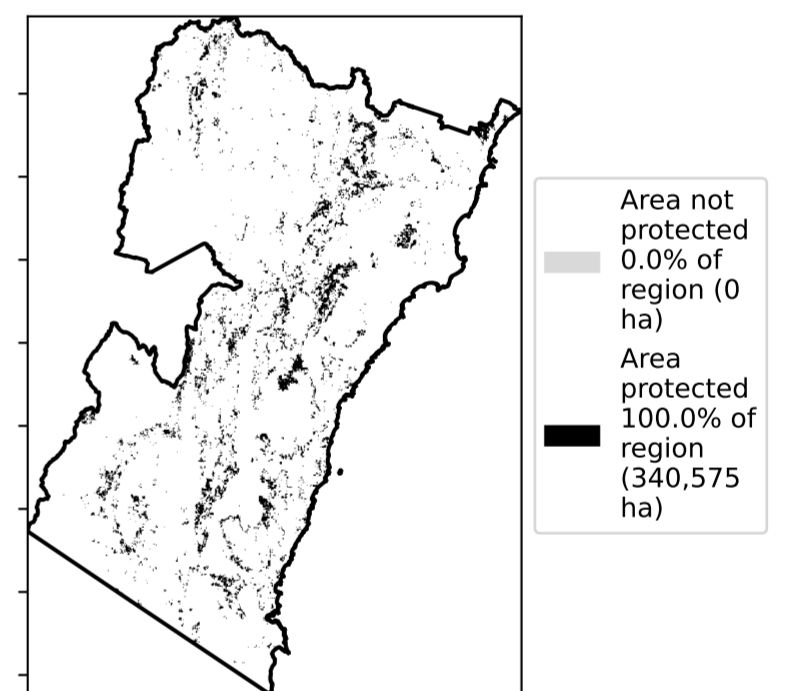 Area not
protected
0.0% of
region (0
ha)
Area
protected
100.0% of
region
(340,575
ha)